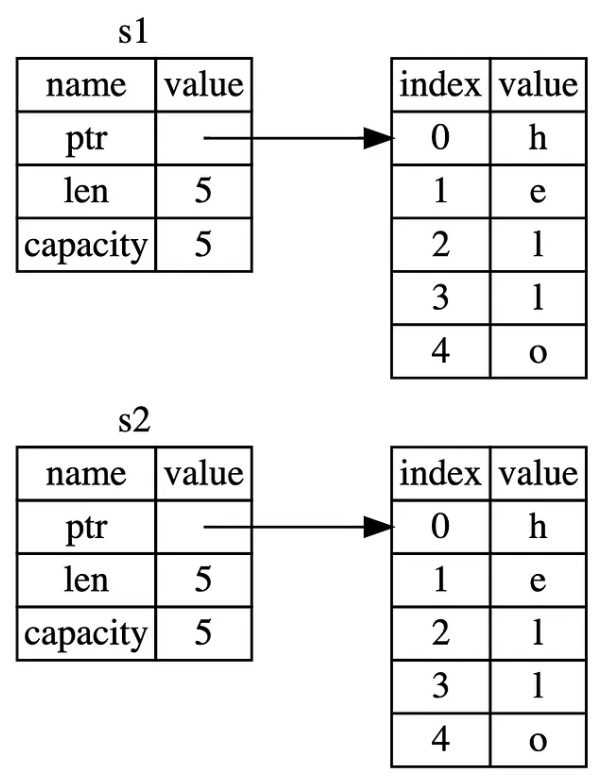 s1
name value
ptr
len 5
capacity 5
index value
0 h
1 e
2 l
3 l
4 o
s2
name value
ptr
len 5
capacity 5
index value
0 h
1 e
2 l
3 l
4 o